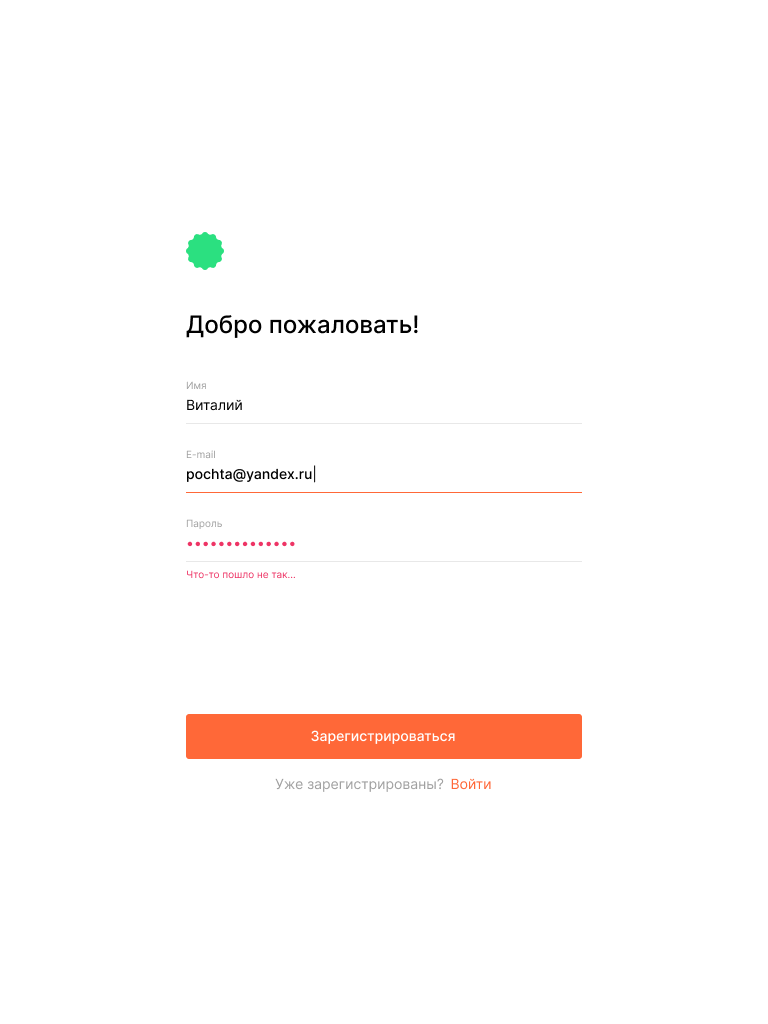 Добро пожаловать!
Имя
Виталий
E-mail
pochta@yandex.ru
Пароль
••••••••••••••
Что-то пошло не так...
Зарегистрироваться
Уже зарегистрированы? Войти